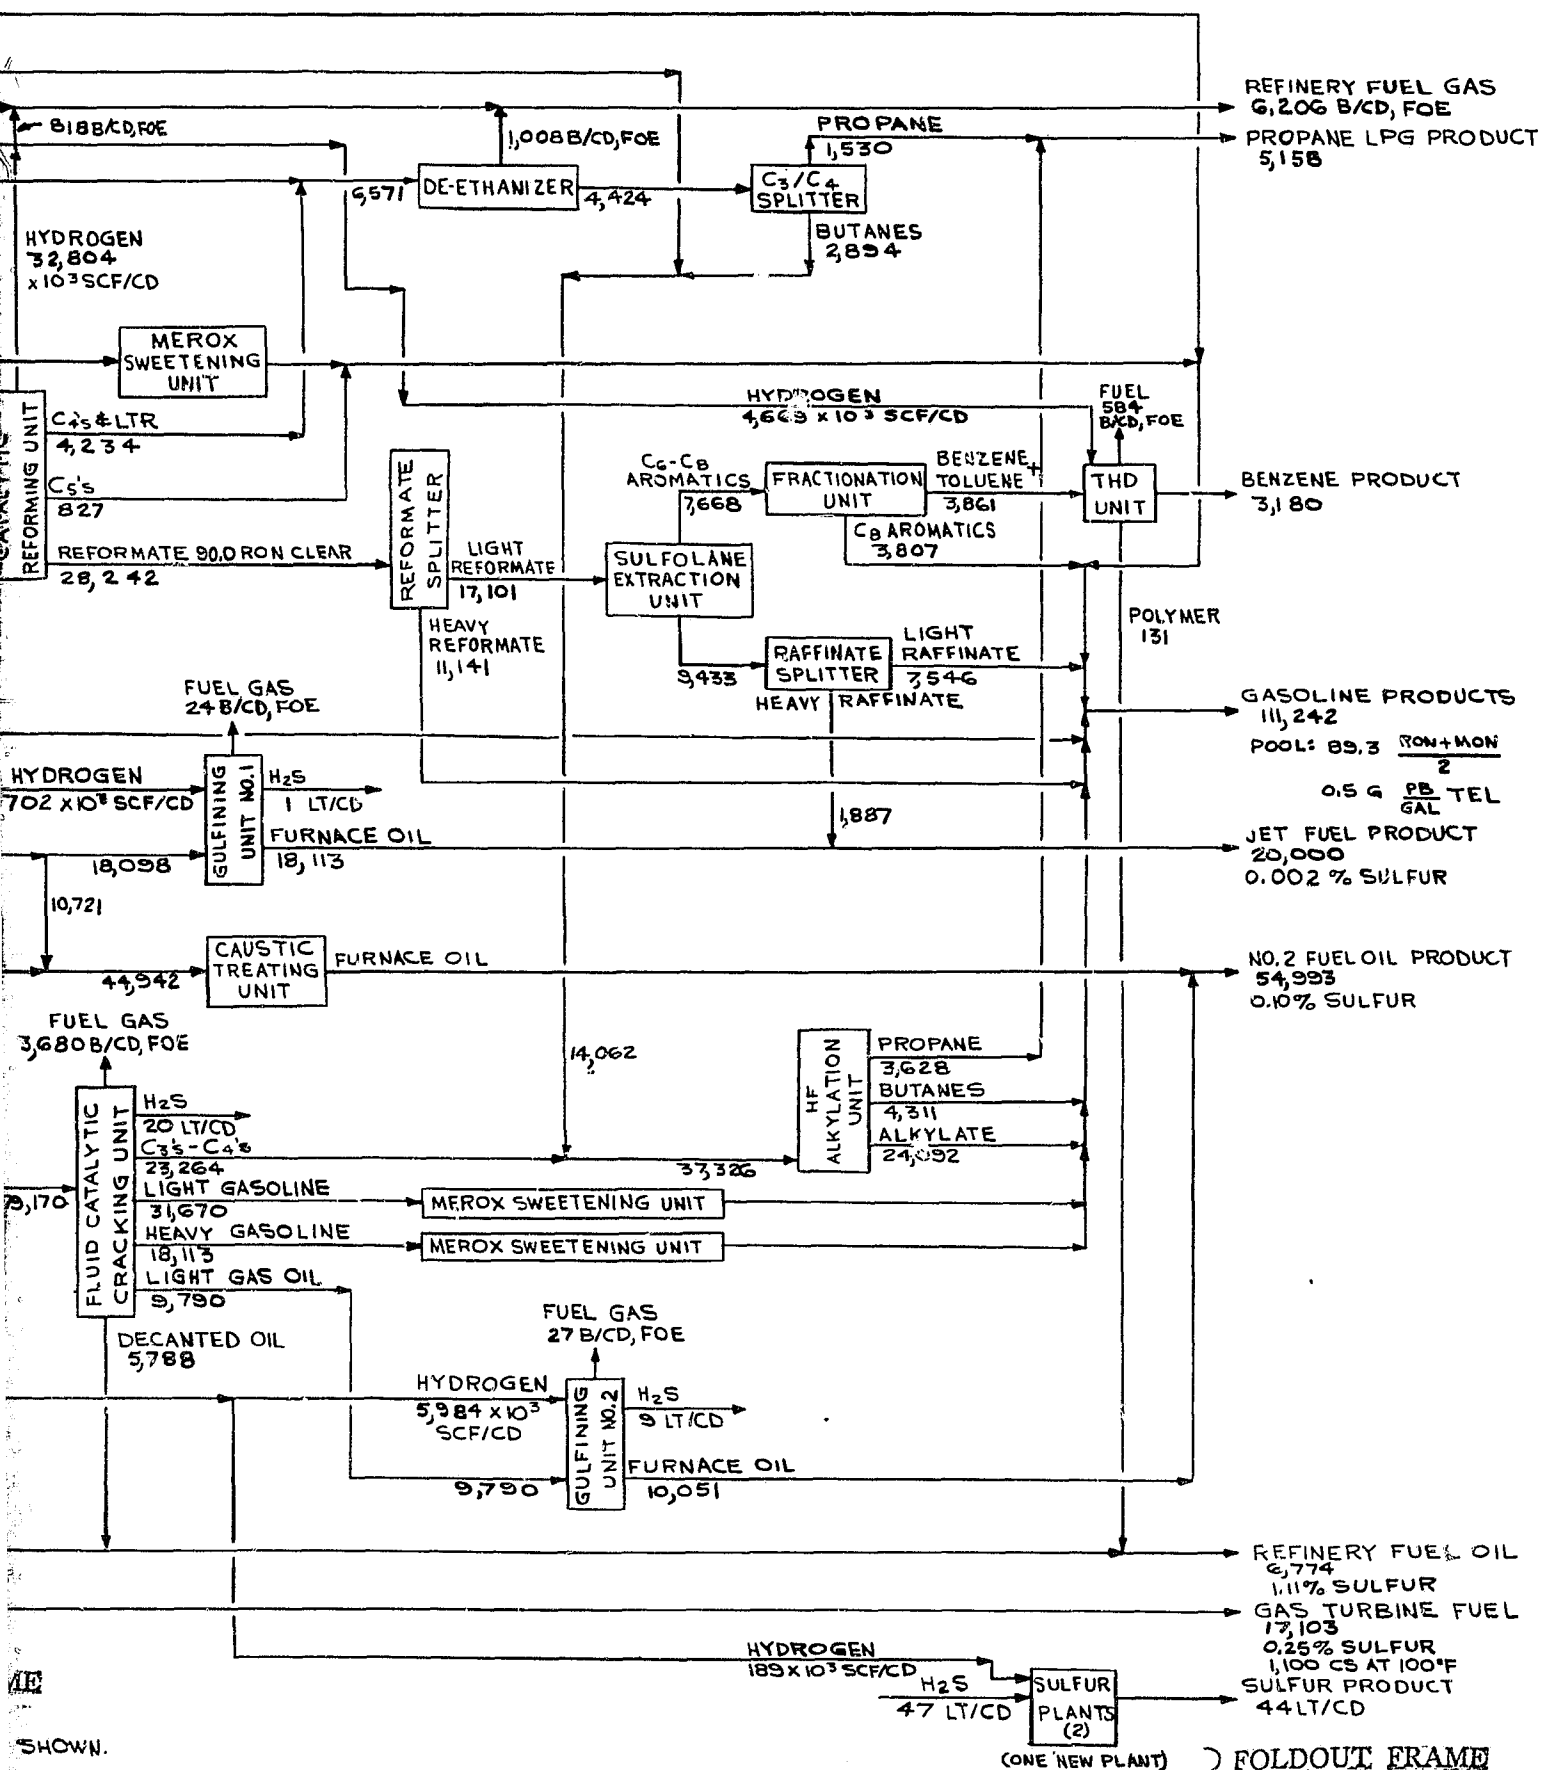 REFINERY FUEL GAS
6,206 B/CD, FOE
818 B/CD, FOE
1,008 B/CD, FOE
PROPANE
1,530
PROPANE LPG PRODUCT
5,158
6,571
DE-ETHANIZER
4,424
C3/C4
SPLITTER
BUTANES
2,894
HYDROGEN
32,804
x10³ SCF/CD
MEROX
SWEETENING
UNIT
REFORMING UNIT
C4's & LTR
4,234
C5's
827
REFORMATE 90.0 RON CLEAR
28,242
REFORMATE
SPLITTER
LIGHT
REFORMATE
17,101
HEAVY
REFORMATE
11,141
HYDROGEN
4,669 x 10³ SCF/CD
FUEL
584
B/CD, FOE
C6-C8
AROMATICS
7,668
FRACTIONATION
UNIT
BENZENE +
TOLUENE
3,861
THD
UNIT
BENZENE PRODUCT
3,180
C8 AROMATICS
3,807
SULFOLANE
EXTRACTION
UNIT
POLYMER
131
9,433
RAFFINATE
SPLITTER
LIGHT
RAFFINATE
7,546
HEAVY RAFFINATE
1,887
FUEL GAS
24 B/CD, FOE
GASOLINE PRODUCTS
111,242
POOL: 89.3 RON+MON
2
0.5 G PB TEL
GAL
HYDROGEN
702 x10³ SCF/CD
GULFINING
UNIT NO.1
H2S
1 LT/CD
FURNACE OIL
18,113
18,098
JET FUEL PRODUCT
20,000
0.002 % SULFUR
10,721
44,942
CAUSTIC
TREATING
UNIT
FURNACE OIL
NO.2 FUEL OIL PRODUCT
54,993
0.10% SULFUR
FUEL GAS
3,680 B/CD, FOE
14,062
HF
ALKYLATION
UNIT
PROPANE
3,628
BUTANES
4,311
ALKYLATE
24,092
79,170
FLUID CATALYTIC
CRACKING UNIT
H2S
20 LT/CD
C3's-C4's
23,264
37,326
LIGHT GASOLINE
31,670
MEROX SWEETENING UNIT
HEAVY GASOLINE
18,113
MEROX SWEETENING UNIT
LIGHT GAS OIL
9,790
DECANTED OIL
5,788
FUEL GAS
27 B/CD, FOE
HYDROGEN
5,984 x10³
SCF/CD
GULFINING
UNIT NO.2
H2S
9 LT/CD
9,790
FURNACE OIL
10,051
REFINERY FUEL OIL
6,774
1.11% SULFUR
GAS TURBINE FUEL
17,103
0.25% SULFUR
1,100 CS AT 100°F
HYDROGEN
189 x 10³ SCF/CD
H2S
47 LT/CD
SULFUR
PLANTS
(2)
SULFUR PRODUCT
44 LT/CD
(ONE NEW PLANT)
SHOWN.
FOLDOUT FRAME